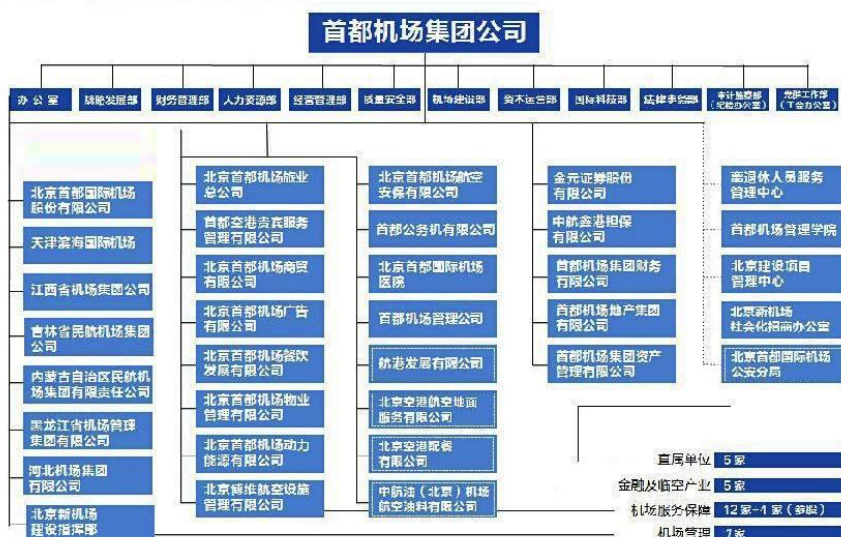 首都机场集团公司
办公室
战略发展部
财务管理部
人力资源部
经营管理部
质量安全部
机场建设部
资本运营部
国际科技部
法律事务部
审计监察部
（纪检办公室）
党群工作部
（工会办公室）
北京首都国际机场
股份有限公司
天津滨海国际机场
江西省机场集团公司
吉林省民航机场集团
公司
内蒙古自治区民航机
场集团有限责任公司
黑龙江省机场管理
集团有限公司
河北机场集团
有限公司
北京新机场
建设指挥部
北京首都机场旅业
总公司
首都空港贵宾服务
管理有限公司
北京首都机场商贸
有限公司
北京首都机场广告
有限公司
北京首都机场餐饮
发展有限公司
北京首都机场物业
管理有限公司
北京首都机场动力
能源有限公司
北京博维航空设施
管理有限公司
北京首都机场航空
安保有限公司
首都公务机有限公司
北京首都国际机场
医院
首都机场管理公司
航港发展有限公司
北京空港航空地面
服务有限公司
北京空港配餐
有限公司
中航油（北京）机场
航空油料有限公司
金元证券股份
有限公司
中航鑫港担保
有限公司
首都机场集团财务
有限公司
首都机场地产集团
有限公司
首都机场集团资产
管理有限公司
离退休人员服务
管理中心
首都机场管理学院
北京建设项目
管理中心
北京新机场
社会化招商办公室
北京首都国际机场
公安分局
直属单位 5家
金融及临空产业 5家
机场服务保障 12家-4家（参股）
机场管理 7家